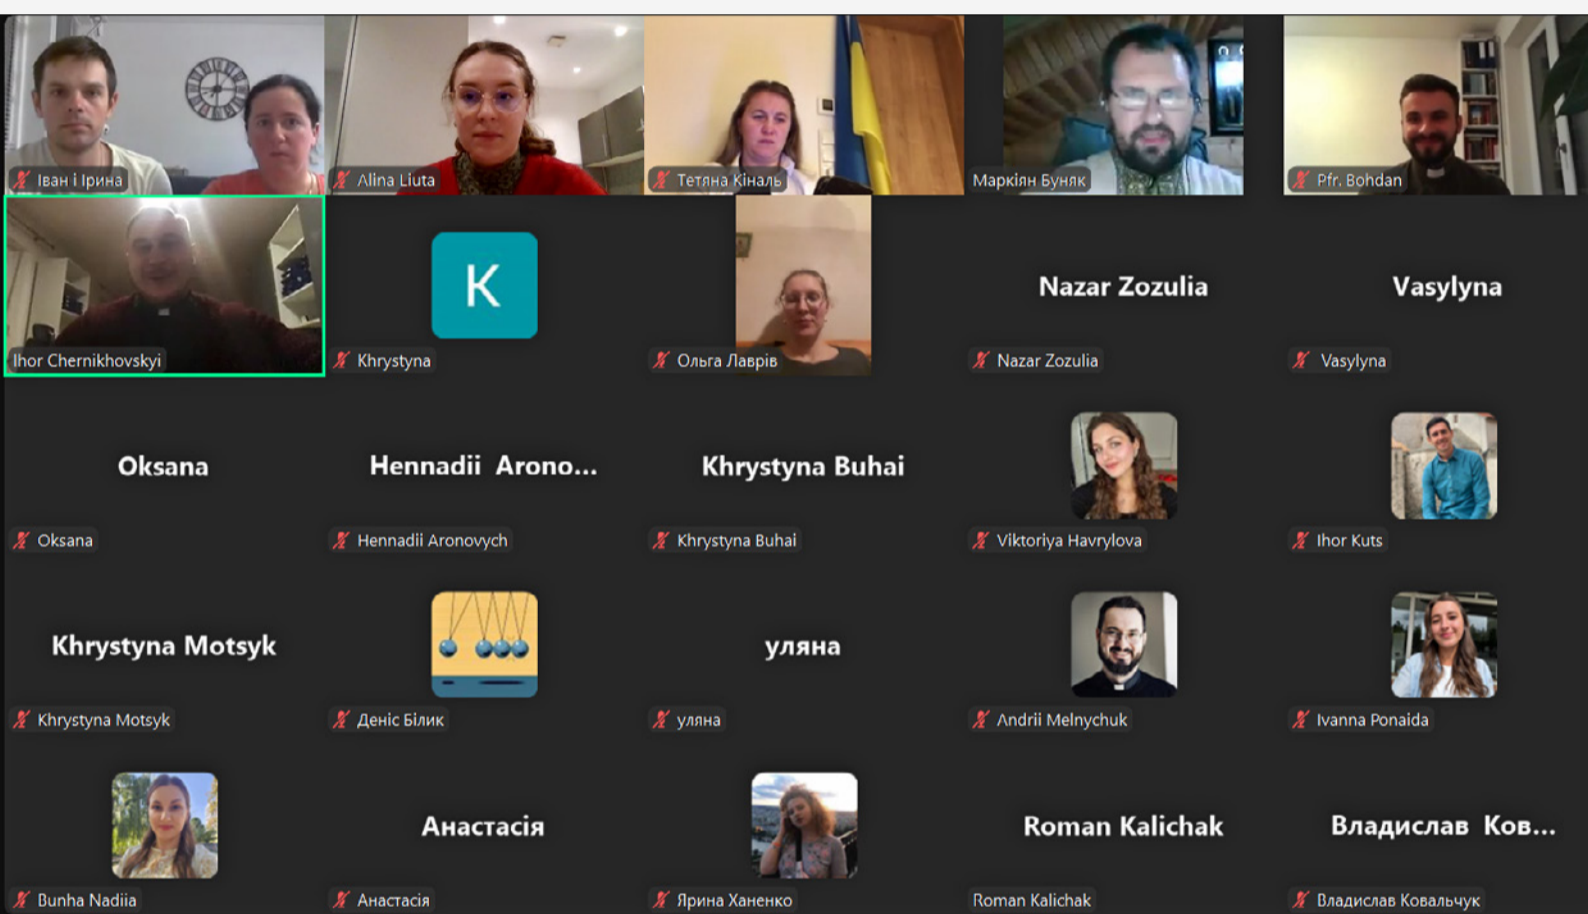 Іван і Ірина
Alina Liuta
Тетяна Кіналь
Маркіян Буняк
Pfr. Bohdan
Ihor Chernikhovskyi
K
Khrystyna
Ольга Лаврів
Nazar Zozulia
Nazar Zozulia
Vasylyna
Vasylyna
Oksana
Oksana
Hennadii Arono...
Hennadii Aronovych
Khrystyna Buhai
Khrystyna Buhai
Viktoriya Havrylova
Ihor Kuts
Khrystyna Motsyk
Khrystyna Motsyk
Деніс Білик
уляна
уляна
Andrii Melnychuk
Ivanna Ponaida
Bunha Nadiia
Анастасія
Анастасія
Ярина Ханенко
Roman Kalichak
Roman Kalichak
Владислав Ков...
Владислав Ковальчук